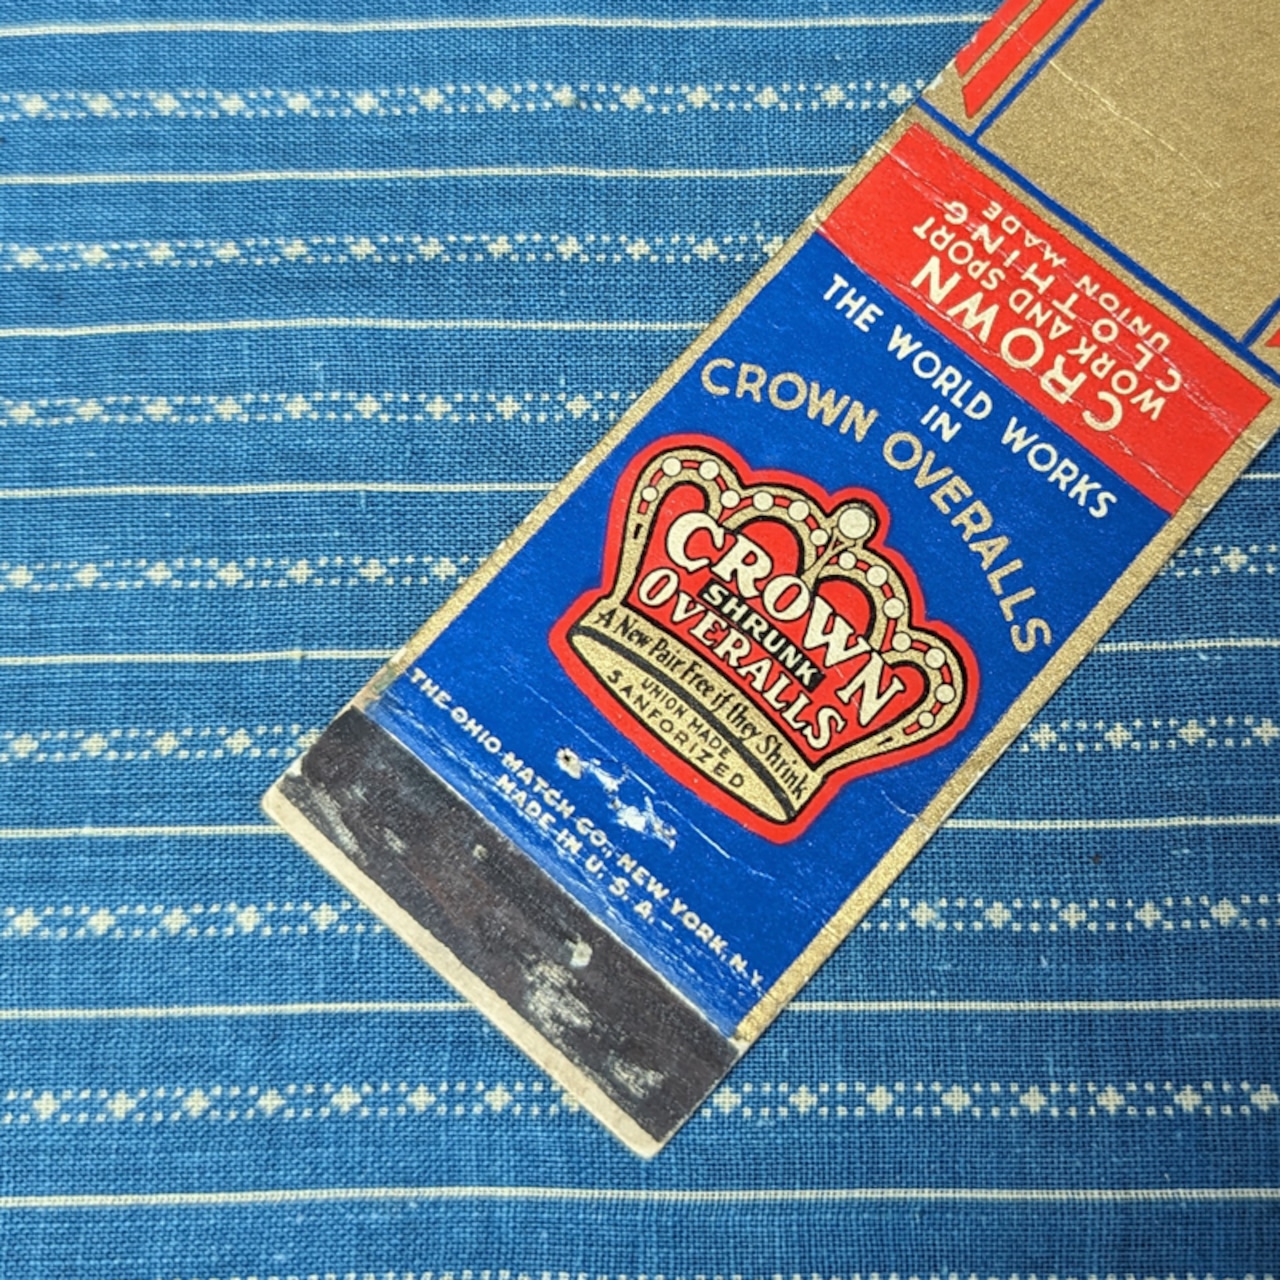 CROWN
WORK AND SPORT
CLOTHING
UNION MADE
THE WORLD WORKS
IN
CROWN OVERALLS
CROWN
SHRUNK
OVERALLS
A New Pair Free if they Shrink
UNION MADE
SANFORIZED
THE OHIO MATCH CO., NEW YORK, N.Y.
MADE IN U. S. A.